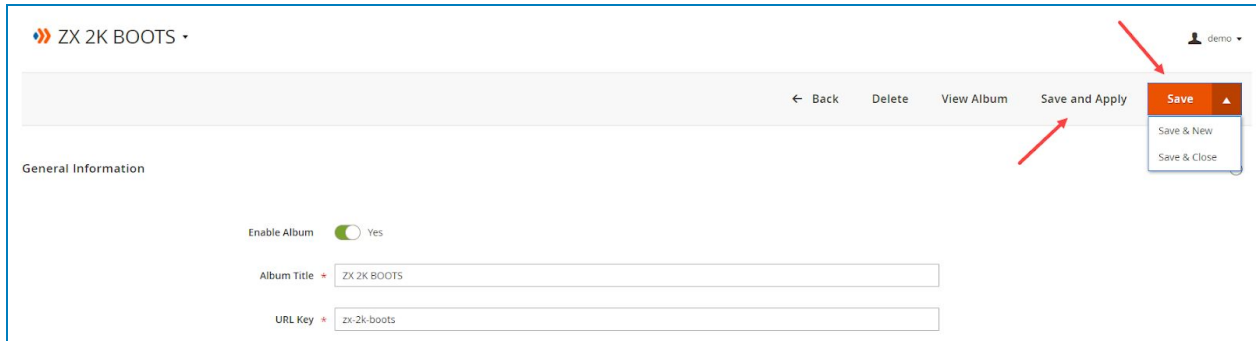 ZX 2K BOOTS
demo
← Back Delete View Album Save and Apply Save
Save & New
Save & Close
General Information
Enable Album Yes
Album Title * ZX 2K BOOTS
URL Key * zx-2k-boots